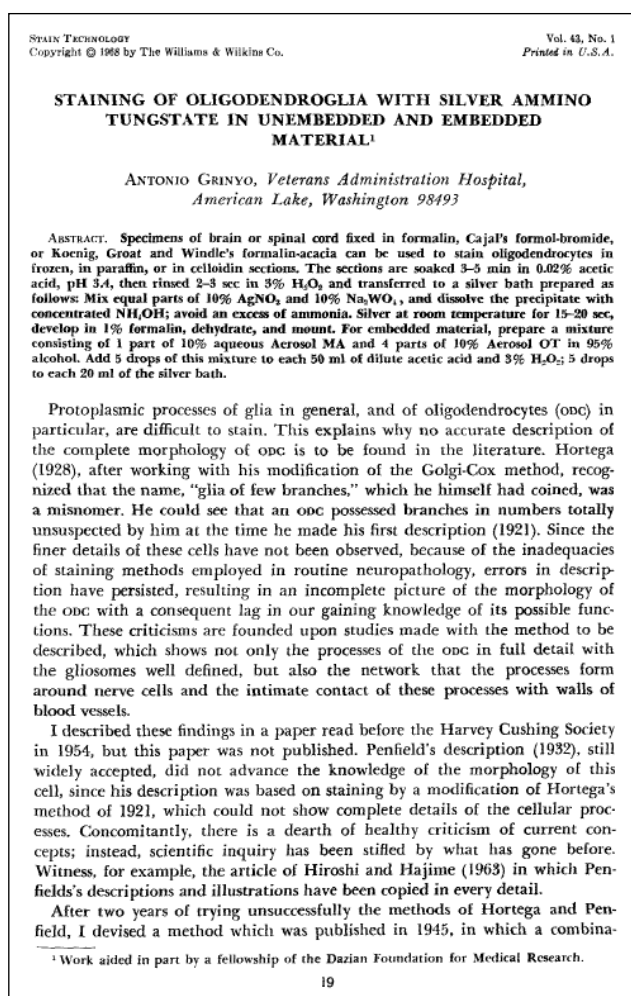 STAIN TECHNOLOGY
Copyright © 1968 by The Williams & Wilkins Co.
Vol. 43, No. 1
Printed in U.S.A.
STAINING OF OLIGODENDROGLIA WITH SILVER AMMINO
TUNGSTATE IN UNEMBEDDED AND EMBEDDED
MATERIAL¹
ANTONIO GRINYO, Veterans Administration Hospital,
American Lake, Washington 98493
ABSTRACT. Specimens of brain or spinal cord fixed in formalin, Cajal's formol-bromide,
or Koenig, Groat and Windle's formalin-acacia can be used to stain oligodendrocytes in
frozen, in paraffin, or in celloidin sections. The sections are soaked 3–5 min in 0.02% acetic
acid, pH 3.4, then rinsed 2–3 sec in 3% H₂O₂ and transferred to a silver bath prepared as
follows: Mix equal parts of 10% AgNO₃ and 10% Na₂WO₄, and dissolve the precipitate with
concentrated NH₄OH; avoid an excess of ammonia. Silver at room temperature for 15–20 sec,
develop in 1% formalin, dehydrate, and mount. For embedded material, prepare a mixture
consisting of 1 part of 10% aqueous Aerosol MA and 4 parts of 10% Aerosol OT in 95%
alcohol. Add 5 drops of this mixture to each 50 ml of dilute acetic acid and 3% H₂O₂; 5 drops
to each 20 ml of the silver bath.
Protoplasmic processes of glia in general, and of oligodendrocytes (ODC) in
particular, are difficult to stain. This explains why no accurate description of
the complete morphology of ODC is to be found in the literature. Hortega
(1928), after working with his modification of the Golgi-Cox method, recog-
nized that the name, "glia of few branches," which he himself had coined, was
a misnomer. He could see that an ODC possessed branches in numbers totally
unsuspected by him at the time he made his first description (1921). Since the
finer details of these cells have not been observed, because of the inadequacies
of staining methods employed in routine neuropathology, errors in descrip-
tion have persisted, resulting in an incomplete picture of the morphology of
the ODC with a consequent lag in our gaining knowledge of its possible func-
tions. These criticisms are founded upon studies made with the method to be
described, which shows not only the processes of the ODC in full detail with
the gliosomes well defined, but also the network that the processes form
around nerve cells and the intimate contact of these processes with walls of
blood vessels.
I described these findings in a paper read before the Harvey Cushing Society
in 1954, but this paper was not published. Penfield's description (1932), still
widely accepted, did not advance the knowledge of the morphology of this
cell, since his description was based on staining by a modification of Hortega's
method of 1921, which could not show complete details of the cellular proc-
esses. Concomitantly, there is a dearth of healthy criticism of current con-
cepts; instead, scientific inquiry has been stifled by what has gone before.
Witness, for example, the article of Hiroshi and Hajime (1963) in which Pen-
fields's descriptions and illustrations have been copied in every detail.
After two years of trying unsuccessfully the methods of Hortega and Pen-
field, I devised a method which was published in 1945, in which a combina-
¹ Work aided in part by a fellowship of the Dazian Foundation for Medical Research.
19